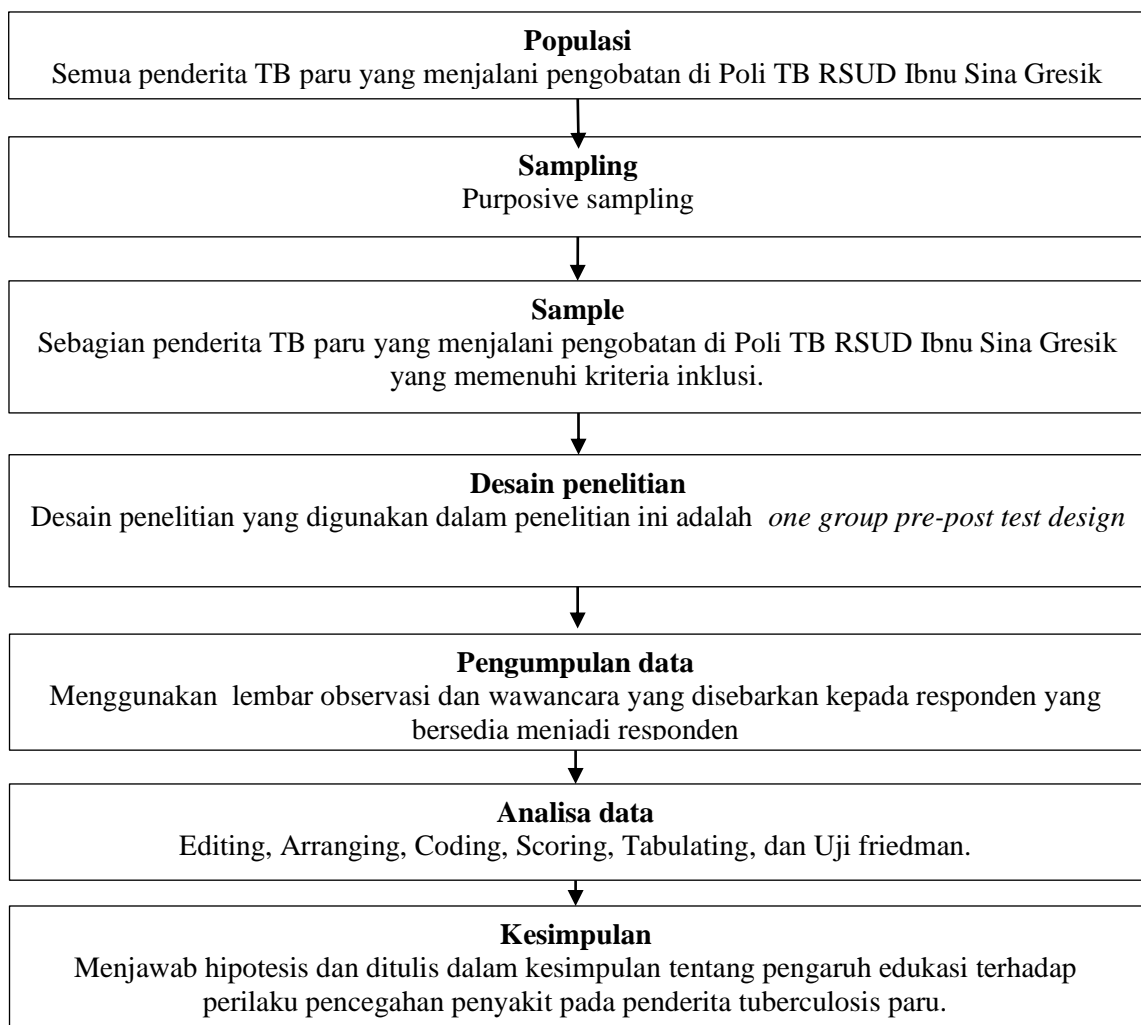 Populasi
Semua penderita TB paru yang menjalani pengobatan di Poli TB RSUD Ibnu Sina Gresik
Sampling
Purposive sampling
Sample
Sebagian penderita TB paru yang menjalani pengobatan di Poli TB RSUD Ibnu Sina Gresik
yang memenuhi kriteria inklusi.
Desain penelitian
Desain penelitian yang digunakan dalam penelitian ini adalah one group pre-post test design
Pengumpulan data
Menggunakan lembar observasi dan wawancara yang disebarkan kepada responden yang
bersedia menjadi responden
Analisa data
Editing, Arranging, Coding, Scoring, Tabulating, dan Uji friedman.
Kesimpulan
Menjawab hipotesis dan ditulis dalam kesimpulan tentang pengaruh edukasi terhadap
perilaku pencegahan penyakit pada penderita tuberculosis paru.